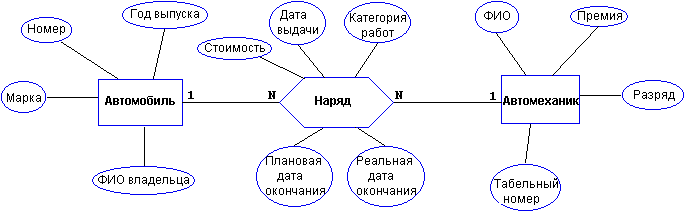 Номер
Год выпуска
Марка
Автомобиль
ФИО владельца
1
N
Стоимость
Дата
выдачи
Категория
работ
Наряд
Плановая
дата
окончания
Реальная
дата
окончания
N
1
ФИО
Премия
Автомеханик
Разряд
Табельный
номер